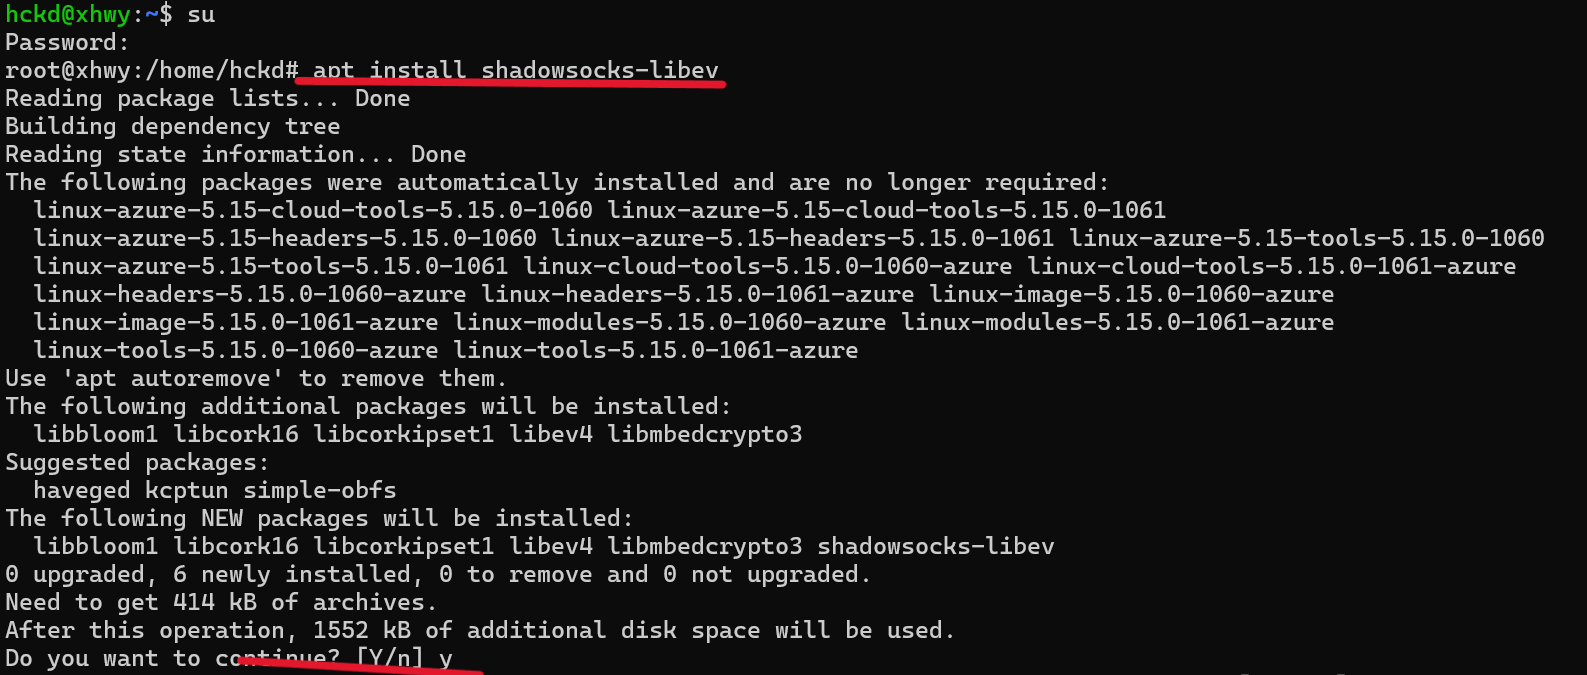 hckd@xhwy:~$ su
Password:
root@xhwy:/home/hckd# apt install shadowsocks-libev
Reading package lists... Done
Building dependency tree
Reading state information... Done
The following packages were automatically installed and are no longer required:
  linux-azure-5.15-cloud-tools-5.15.0-1060 linux-azure-5.15-cloud-tools-5.15.0-1061
  linux-azure-5.15-headers-5.15.0-1060 linux-azure-5.15-headers-5.15.0-1061 linux-azure-5.15-tools-5.15.0-1060
  linux-azure-5.15-tools-5.15.0-1061 linux-cloud-tools-5.15.0-1060-azure linux-cloud-tools-5.15.0-1061-azure
  linux-headers-5.15.0-1060-azure linux-headers-5.15.0-1061-azure linux-image-5.15.0-1060-azure
  linux-image-5.15.0-1061-azure linux-modules-5.15.0-1060-azure linux-modules-5.15.0-1061-azure
  linux-tools-5.15.0-1060-azure linux-tools-5.15.0-1061-azure
Use 'apt autoremove' to remove them.
The following additional packages will be installed:
  libbloom1 libcork16 libcorkipset1 libev4 libmbedcrypto3
Suggested packages:
  haveged kcptun simple-obfs
The following NEW packages will be installed:
  libbloom1 libcork16 libcorkipset1 libev4 libmbedcrypto3 shadowsocks-libev
0 upgraded, 6 newly installed, 0 to remove and 0 not upgraded.
Need to get 414 kB of archives.
After this operation, 1552 kB of additional disk space will be used.
Do you want to continue? [Y/n] y